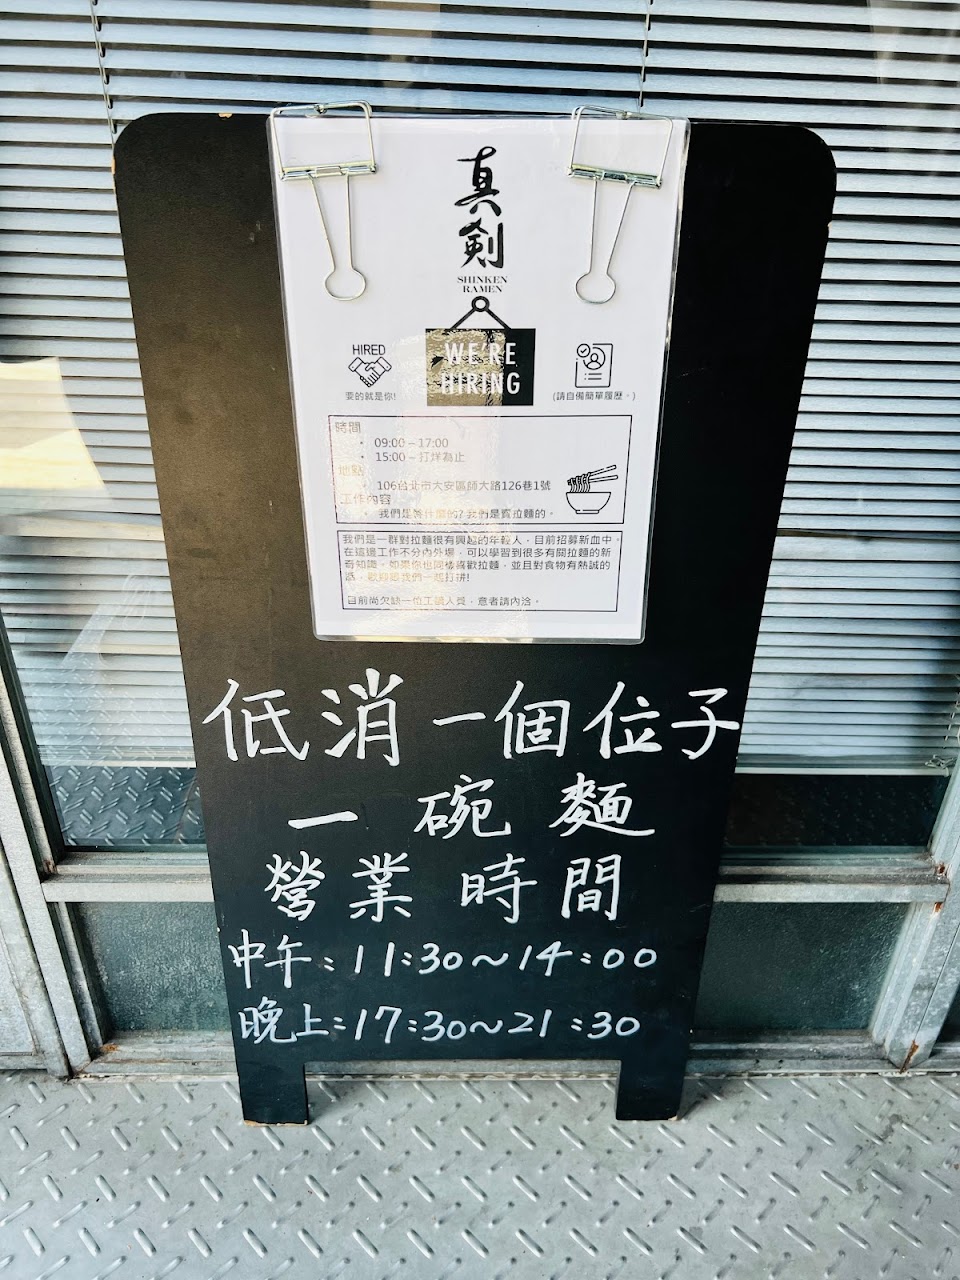 真剣
SHINKEN
RAMEN
HIRED
要的就是你!
WE'RE
HIRING
(請自備簡單履歷。)
時間
• 09:00 – 17:00
• 15:00 – 打烊為止
地點
• 106台北市大安區師大路126巷1號
工作內容
• 我們是幹什麼的? 我們是賣拉麵的。
我們是一群對拉麵很有興趣的年輕人，目前招募新血中，
在這邊工作不分內外場，可以學習到很多有關拉麵的新
奇知識。如果你也同樣喜歡拉麵，並且對食物有熱誠的
話，歡迎跟我們一起打拼!
目前尚欠缺一位工讀人員，意者請內洽。
低消一個位子
一碗麵
營業時間
中午：11:30～14:00
晚上：17:30～21:30